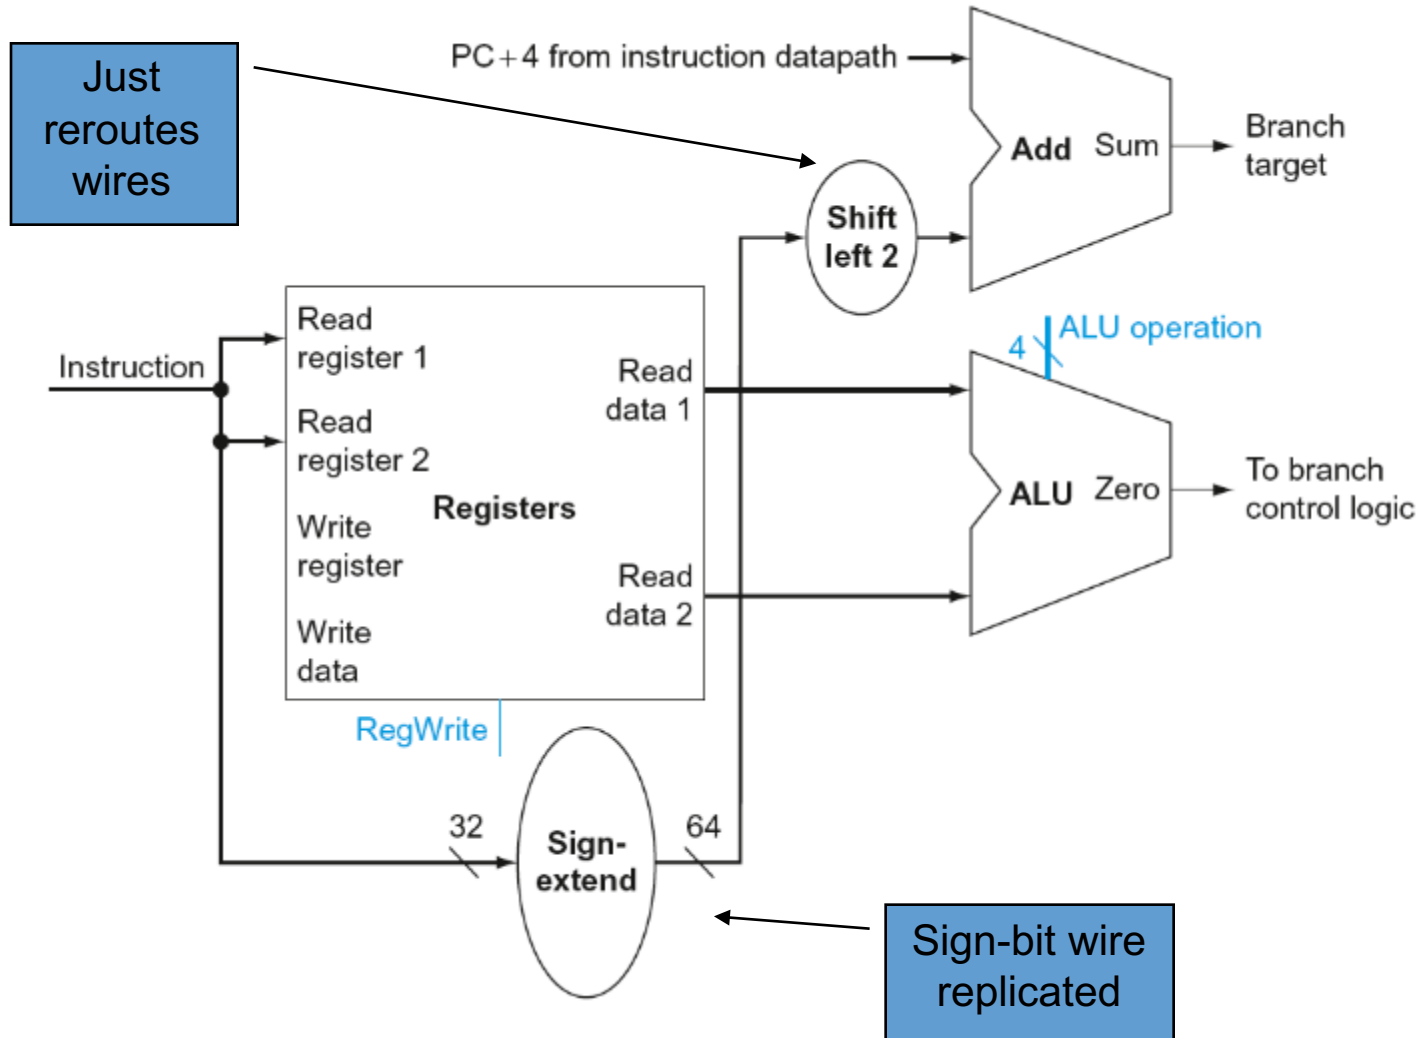 Just
reroutes
wires
PC+4 from instruction datapath
Add
Sum
Branch
target
Shift
left 2
ALU operation
4
Instruction
Read
register 1
Read
register 2
Write
register
Write
data
Registers
Read
data 1
Read
data 2
ALU
Zero
To branch
control logic
RegWrite
32
Sign-
extend
64
Sign-bit wire
replicated